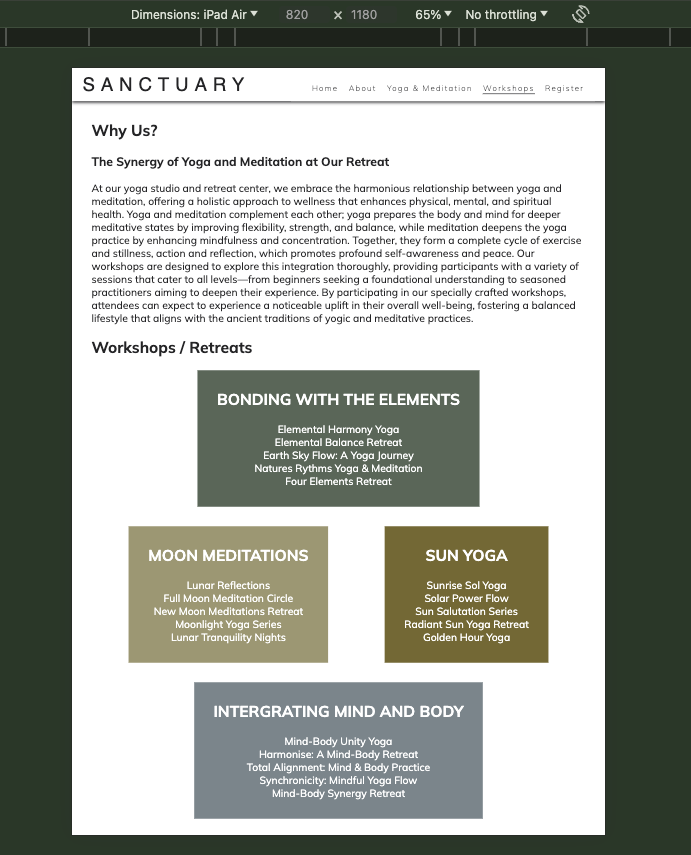 Dimensions: iPad Air 820 × 1180 65% No throttling
SANCTUARY
Home About Yoga & Meditation Workshops Register
Why Us?
The Synergy of Yoga and Meditation at Our Retreat
At our yoga studio and retreat center, we embrace the harmonious relationship between yoga and
meditation, offering a holistic approach to wellness that enhances physical, mental, and spiritual
health. Yoga and meditation complement each other; yoga prepares the body and mind for deeper
meditative states by improving flexibility, strength, and balance, while meditation deepens the yoga
practice by enhancing mindfulness and concentration. Together, they form a complete cycle of exercise
and stillness, action and reflection, which promotes profound self-awareness and peace. Our
workshops are designed to explore this integration thoroughly, providing participants with a variety of
sessions that cater to all levels—from beginners seeking a foundational understanding to seasoned
practitioners aiming to deepen their experience. By participating in our specially crafted workshops,
attendees can expect to experience a noticeable uplift in their overall well-being, fostering a balanced
lifestyle that aligns with the ancient traditions of yogic and meditative practices.
Workshops / Retreats
BONDING WITH THE ELEMENTS
Elemental Harmony Yoga
Elemental Balance Retreat
Earth Sky Flow: A Yoga Journey
Natures Rythms Yoga & Meditation
Four Elements Retreat
MOON MEDITATIONS
Lunar Reflections
Full Moon Meditation Circle
New Moon Meditations Retreat
Moonlight Yoga Series
Lunar Tranquility Nights
SUN YOGA
Sunrise Sol Yoga
Solar Power Flow
Sun Salutation Series
Radiant Sun Yoga Retreat
Golden Hour Yoga
INTERGRATING MIND AND BODY
Mind-Body Unity Yoga
Harmonise: A Mind-Body Retreat
Total Alignment: Mind & Body Practice
Synchronicity: Mindful Yoga Flow
Mind-Body Synergy Retreat